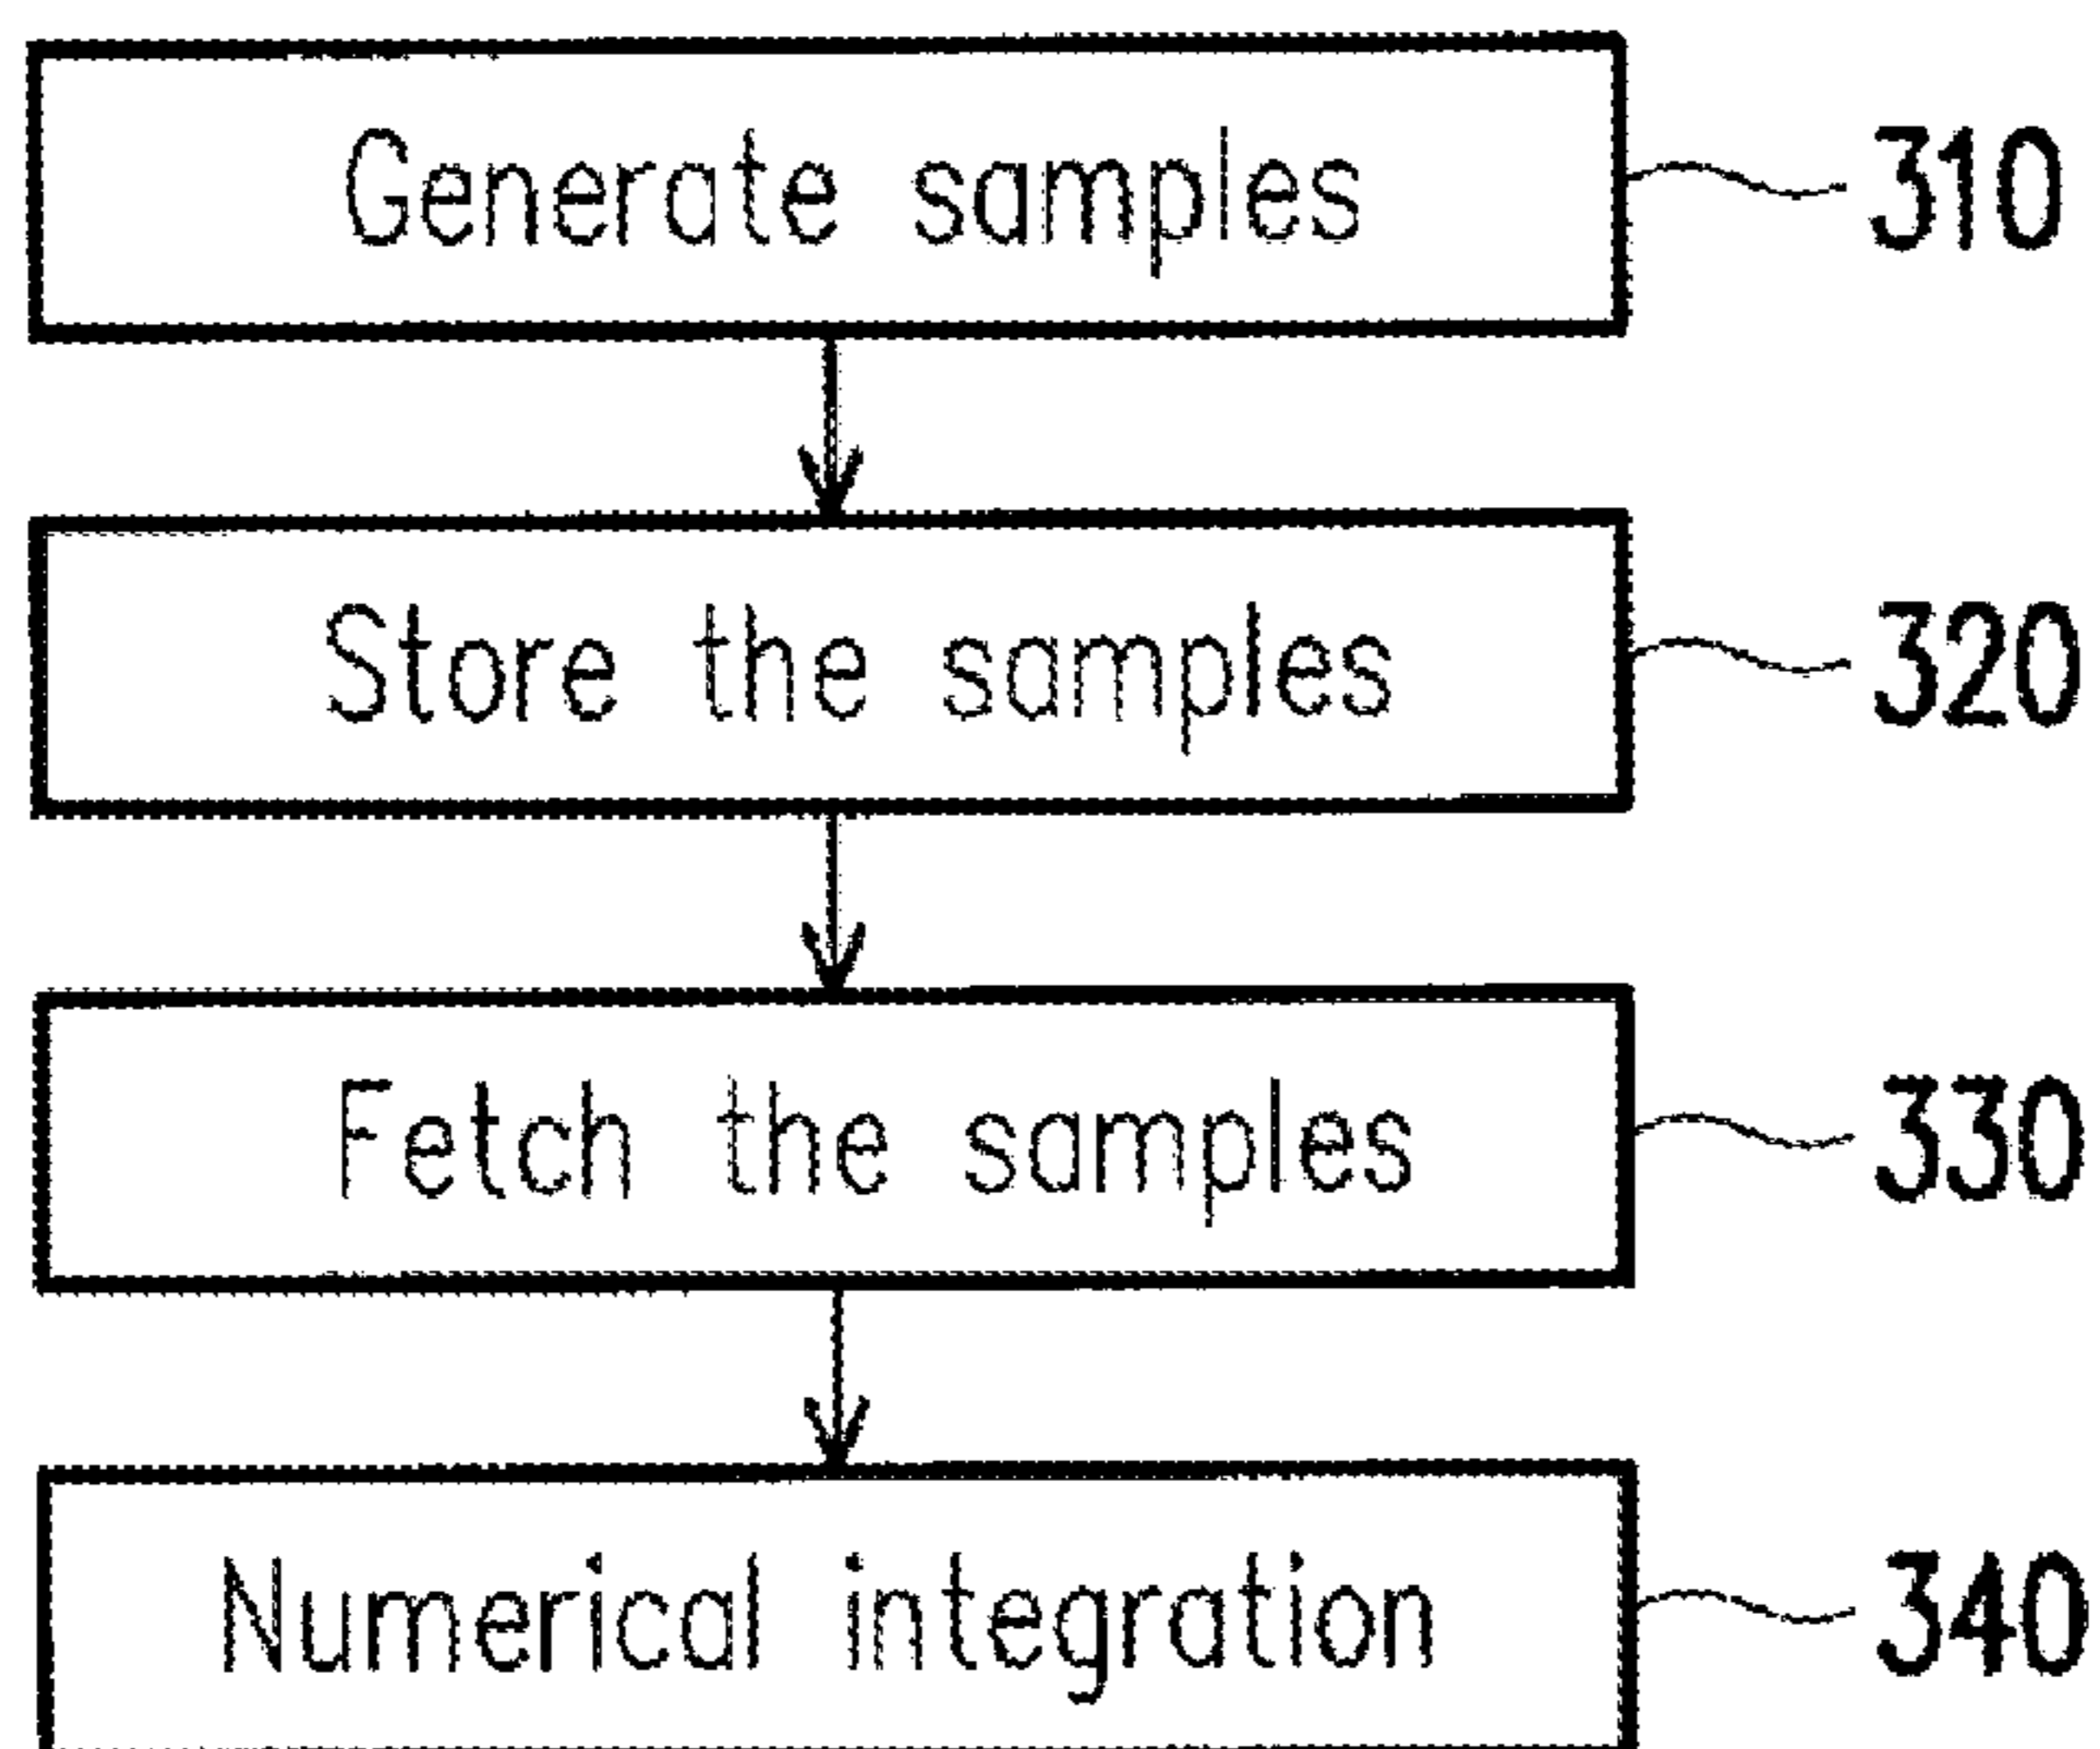 Generate samples 310
Store the samples 320
Fetch the samples 330
Numerical integration 340